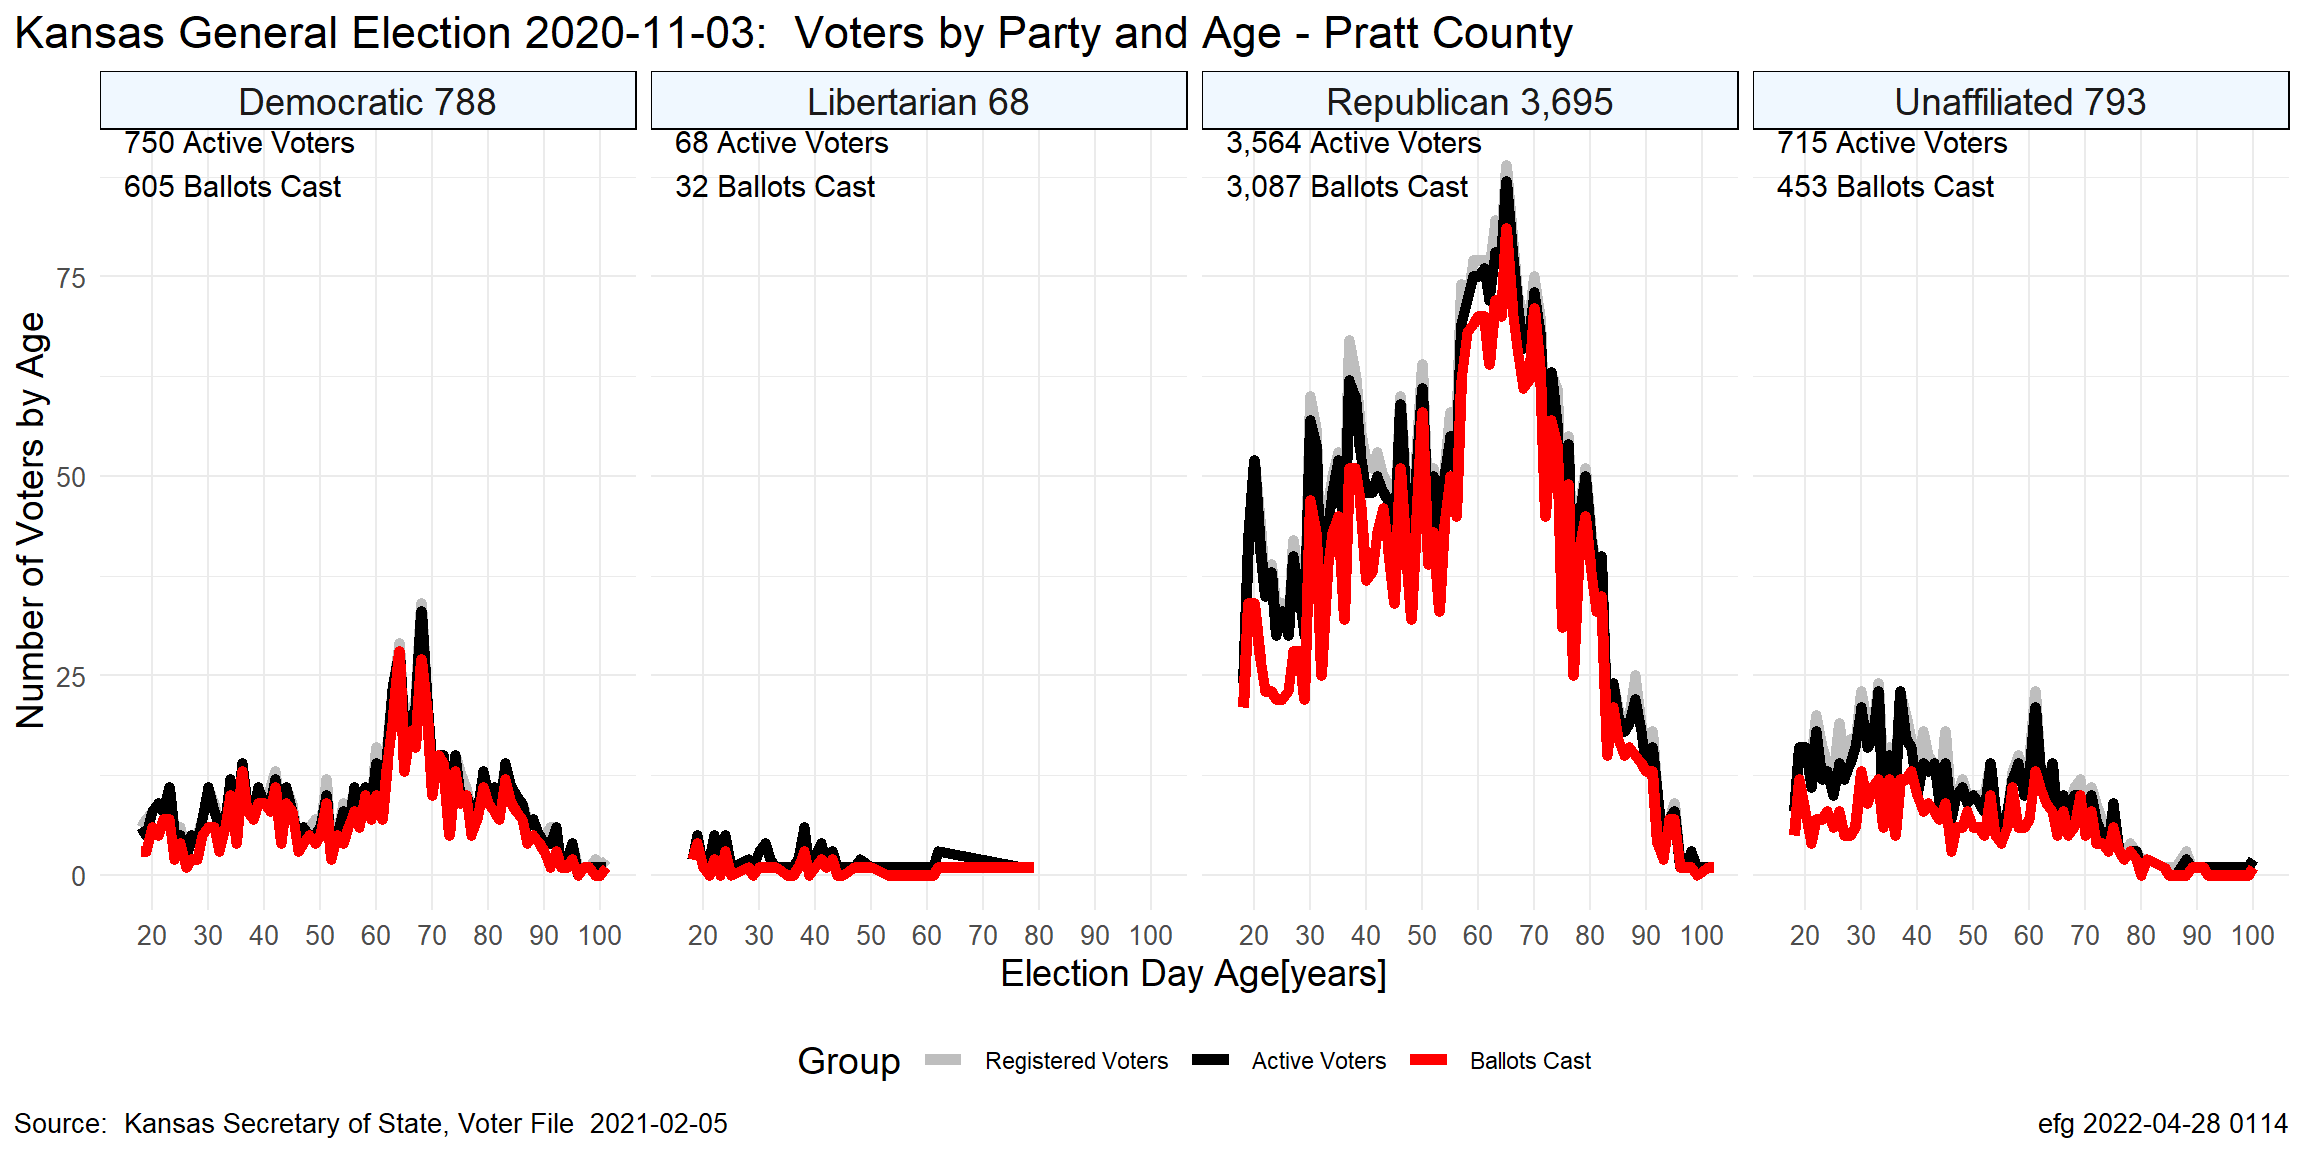 Kansas General Election 2020-11-03:  Voters by Party and Age - Pratt County
Democratic 788
Libertarian 68
Republican 3,695
Unaffiliated 793
750 Active Voters
605 Ballots Cast
68 Active Voters
32 Ballots Cast
3,564 Active Voters
3,087 Ballots Cast
715 Active Voters
453 Ballots Cast
Number of Voters by Age
75
50
25
0
20 30 40 50 60 70 80 90 100
20 30 40 50 60 70 80 90 100
20 30 40 50 60 70 80 90 100
20 30 40 50 60 70 80 90 100
Election Day Age[years]
Group Registered Voters Active Voters Ballots Cast
Source:  Kansas Secretary of State, Voter File  2021-02-05
efg 2022-04-28 0114